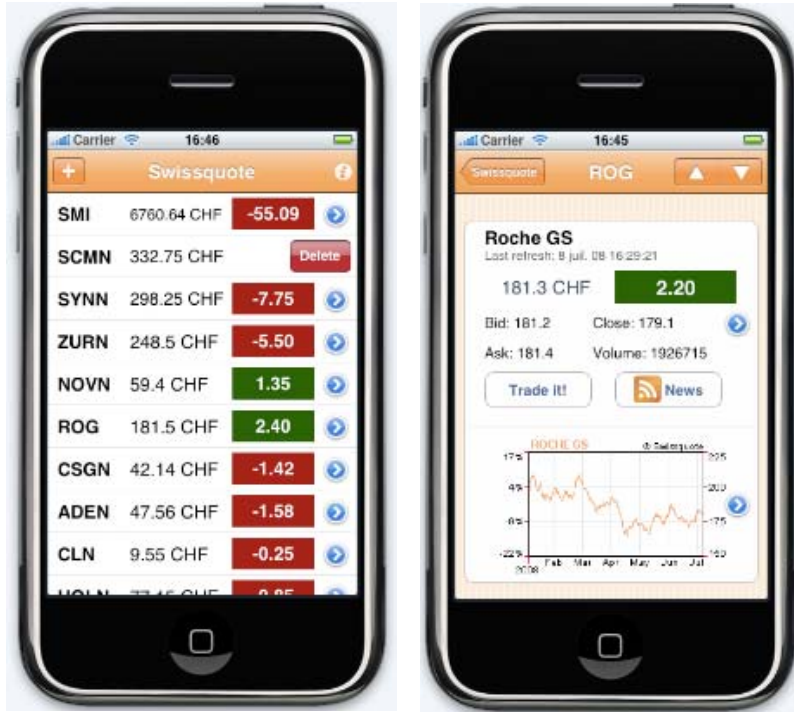 Carrier 16:46
+ Swissquote i
SMI 6760.64 CHF -55.09
SCMN 332.75 CHF Delete
SYNN 298.25 CHF -7.75
ZURN 248.5 CHF -5.50
NOVN 59.4 CHF 1.35
ROG 181.5 CHF 2.40
CSGN 42.14 CHF -1.42
ADEN 47.56 CHF -1.58
CLN 9.55 CHF -0.25
Carrier 16:45
Swissquote ROG
Roche GS
Last refresh: 8 juil. 08 16:29:21
181.3 CHF 2.20
Bid: 181.2 Close: 179.1
Ask: 181.4 Volume: 1926715
Trade it! News
ROCHE GS © Swissquote
17% 225
4% 200
-22% 175
160
Feb Mar Apr May Jun Jul
2008